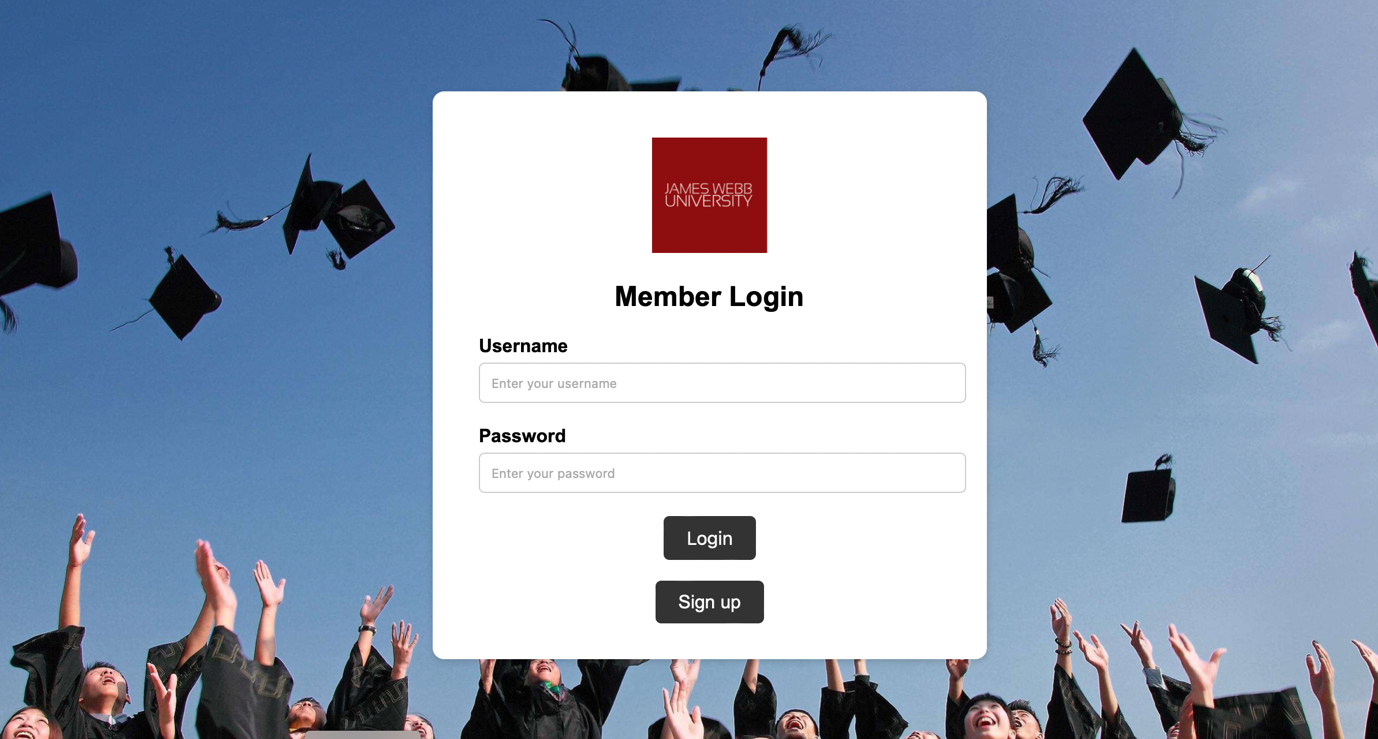 JAMES WEBB
UNIVERSITY
Member Login
Username
Enter your username
Password
Enter your password
Login
Sign up